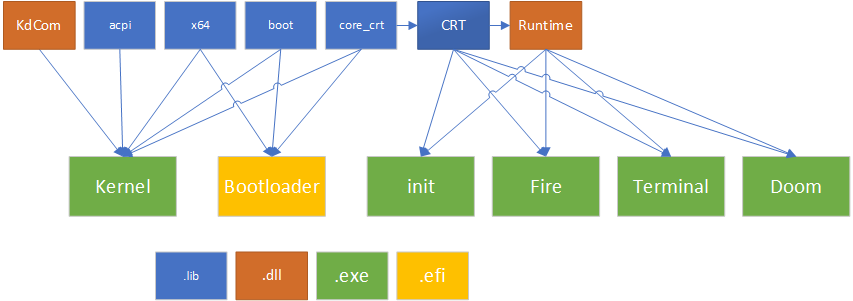 KdCom
acpi
x64
boot
core_crt
CRT
Runtime
Kernel
Bootloader
init
Fire
Terminal
Doom
.lib
.dll
.exe
.efi